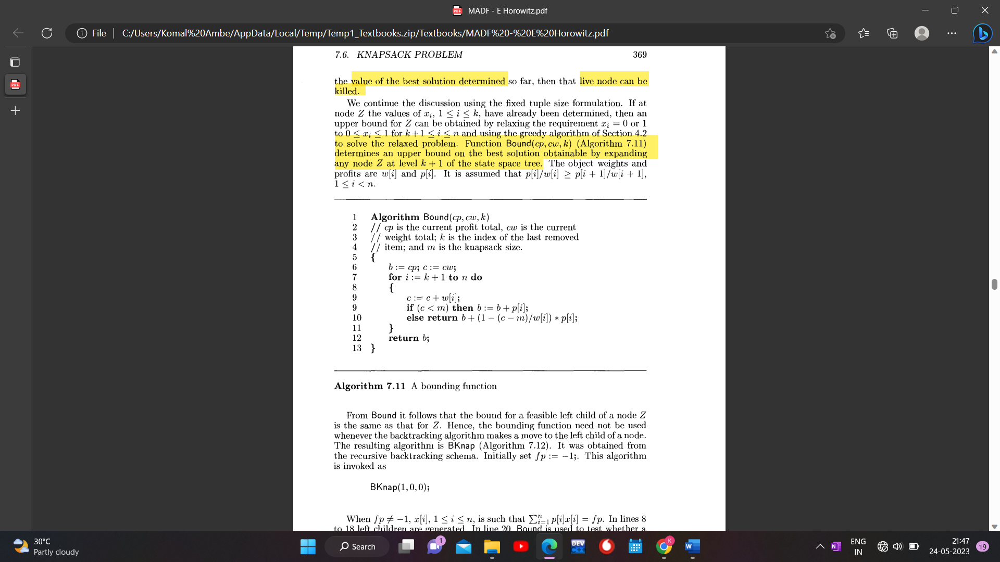 MADF - E Horowitz.pdf
File
C:/Users/Komal%20Ambe/AppData/Local/Temp/Temp1_Textbooks.zip/Textbooks/MADF%20-%20E%20Horowitz.pdf
7.6. KNAPSACK PROBLEM 369
the value of the best solution determined so far, then that live node can be
killed.
We continue the discussion using the fixed tuple size formulation. If at
node Z the values of xᵢ, 1 ≤ i ≤ k, have already been determined, then an
upper bound for Z can be obtained by relaxing the requirement xᵢ = 0 or 1
to 0 ≤ xᵢ ≤ 1 for k+1 ≤ i ≤ n and using the greedy algorithm of Section 4.2
to solve the relaxed problem. Function Bound(cp, cw, k) (Algorithm 7.11)
determines an upper bound on the best solution obtainable by expanding
any node Z at level k + 1 of the state space tree. The object weights and
profits are w[i] and p[i]. It is assumed that p[i]/w[i] ≥ p[i + 1]/w[i + 1],
1 ≤ i < n.
1 Algorithm Bound(cp, cw, k)
2 // cp is the current profit total, cw is the current
3 // weight total; k is the index of the last removed
4 // item; and m is the knapsack size.
5 {
6 b := cp; c := cw;
7 for i := k + 1 to n do
8 {
9 c := c + w[i];
9 if (c < m) then b := b + p[i];
10 else return b + (1 − (c − m)/w[i]) * p[i];
11 }
12 return b;
13 }
Algorithm 7.11 A bounding function
From Bound it follows that the bound for a feasible left child of a node Z
is the same as that for Z. Hence, the bounding function need not be used
whenever the backtracking algorithm makes a move to the left child of a node.
The resulting algorithm is BKnap (Algorithm 7.12). It was obtained from
the recursive backtracking schema. Initially set fp := −1;. This algorithm
is invoked as
BKnap(1, 0, 0);
When fp ≠ −1, x[i], 1 ≤ i ≤ n, is such that ∑ⁿᵢ₌₁ p[i]x[i] = fp. In lines 8
to 18 left children are generated. In line 20, Bound is used to test whether a
30°C
Partly cloudy
Search
1
DEV
C++
K
W
N
ENG
IN
21:47
24-05-2023
19